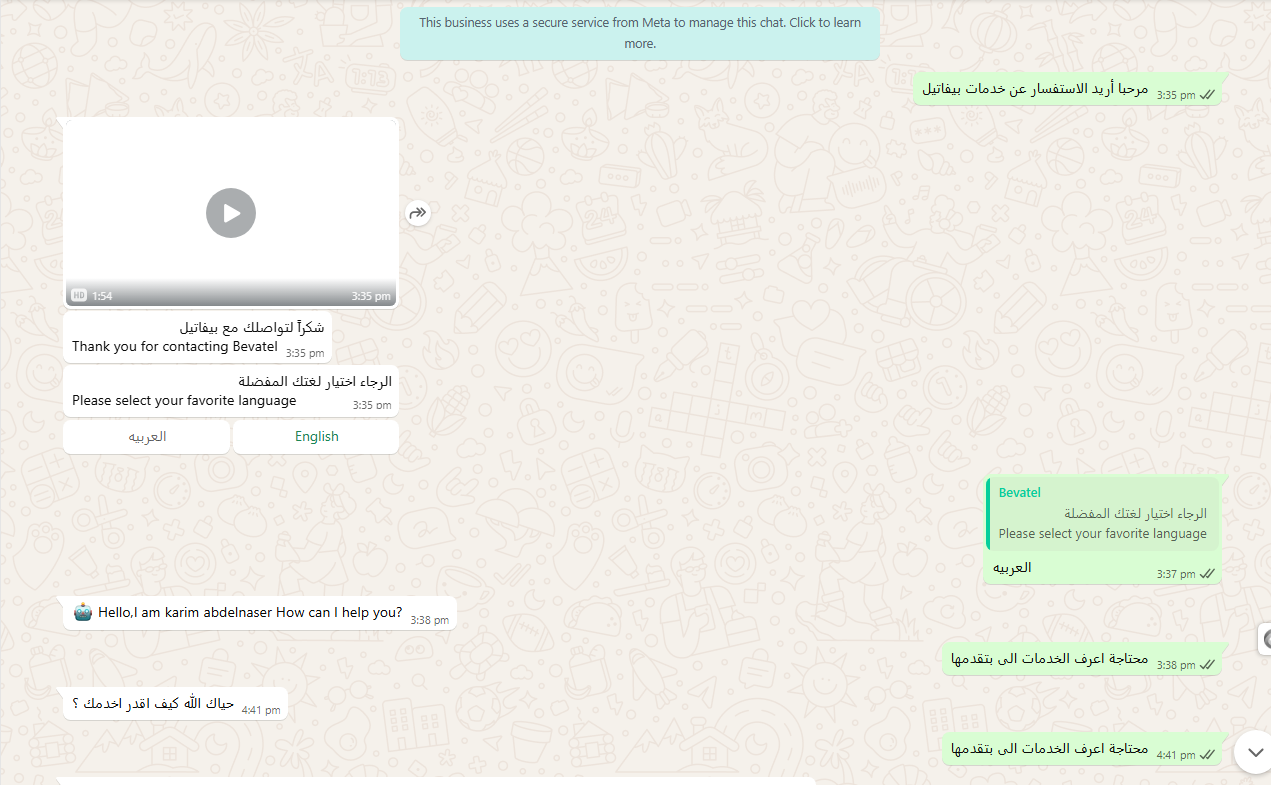 This business uses a secure service from Meta to manage this chat. Click to learn
more.
مرحبا أريد الاستفسار عن خدمات بيفاتيل
3:35 pm
HD 1:54
3:35 pm
شكراً لتواصلك مع بيفاتيل
Thank you for contacting Bevatel
3:35 pm
الرجاء اختيار لغتك المفضلة
Please select your favorite language
3:35 pm
العربيه
English
Bevatel
الرجاء اختيار لغتك المفضلة
Please select your favorite language
العربيه
3:37 pm
Hello,I am karim abdelnaser How can I help you?
3:38 pm
محتاجة اعرف الخدمات الى بتقدمها
3:38 pm
حياك الله كيف اقدر اخدمك ؟
4:41 pm
محتاجة اعرف الخدمات الى بتقدمها
4:41 pm